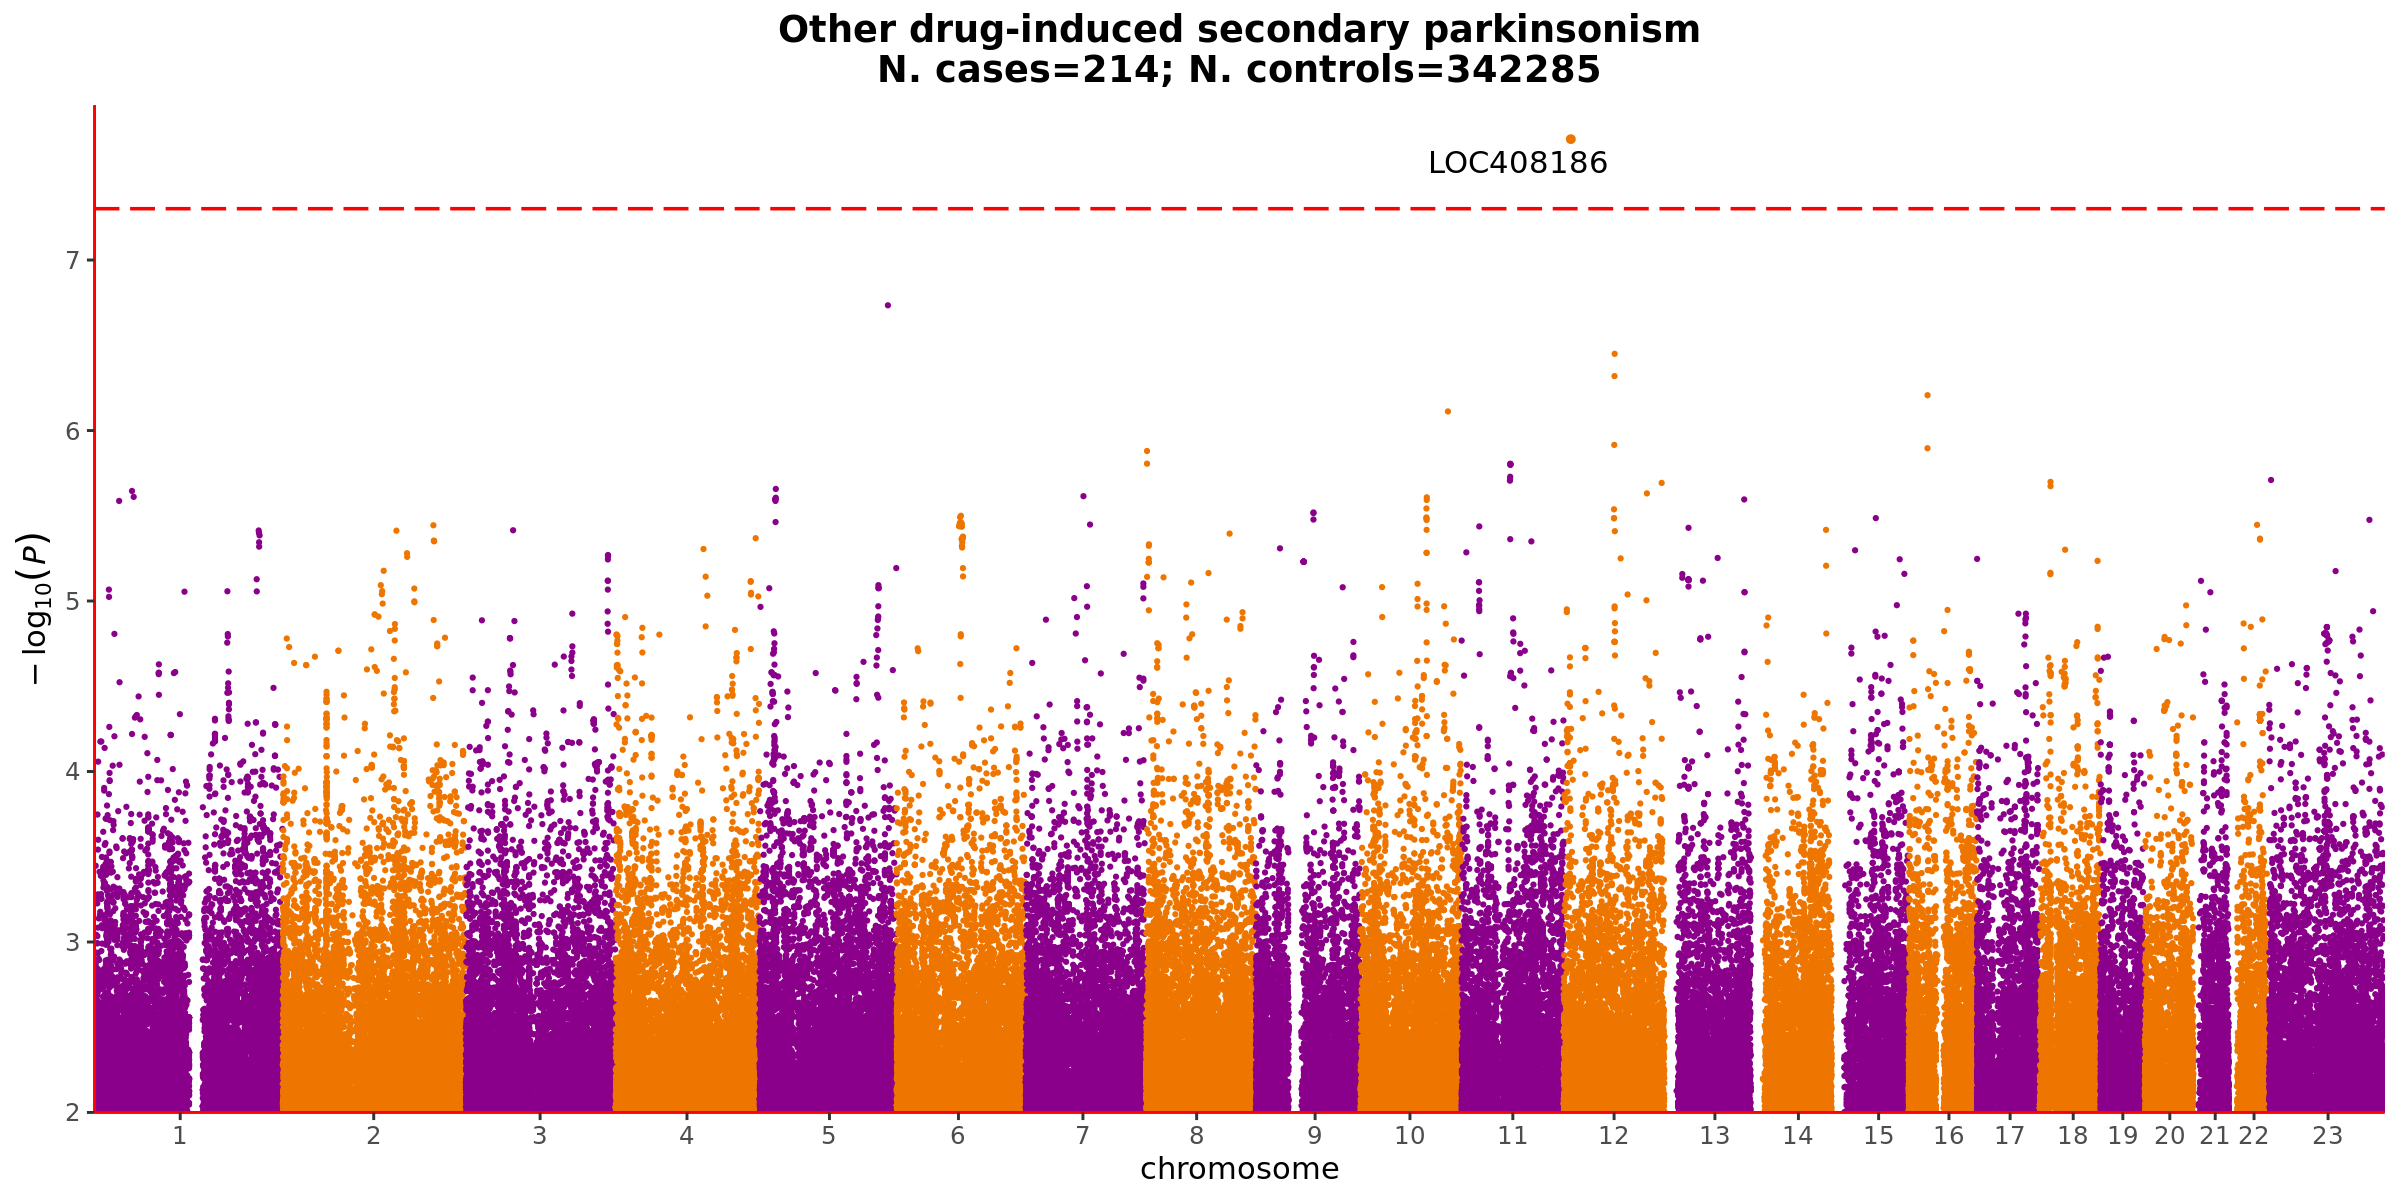 Other drug-induced secondary parkinsonism
N. cases=214; N. controls=342285
LOC408186
7
6
5
4
3
2
−log₁₀(P)
1 2 3 4 5 6 7 8 9 10 11 12 13 14 15 16 17 18 19 20 21 22 23
chromosome